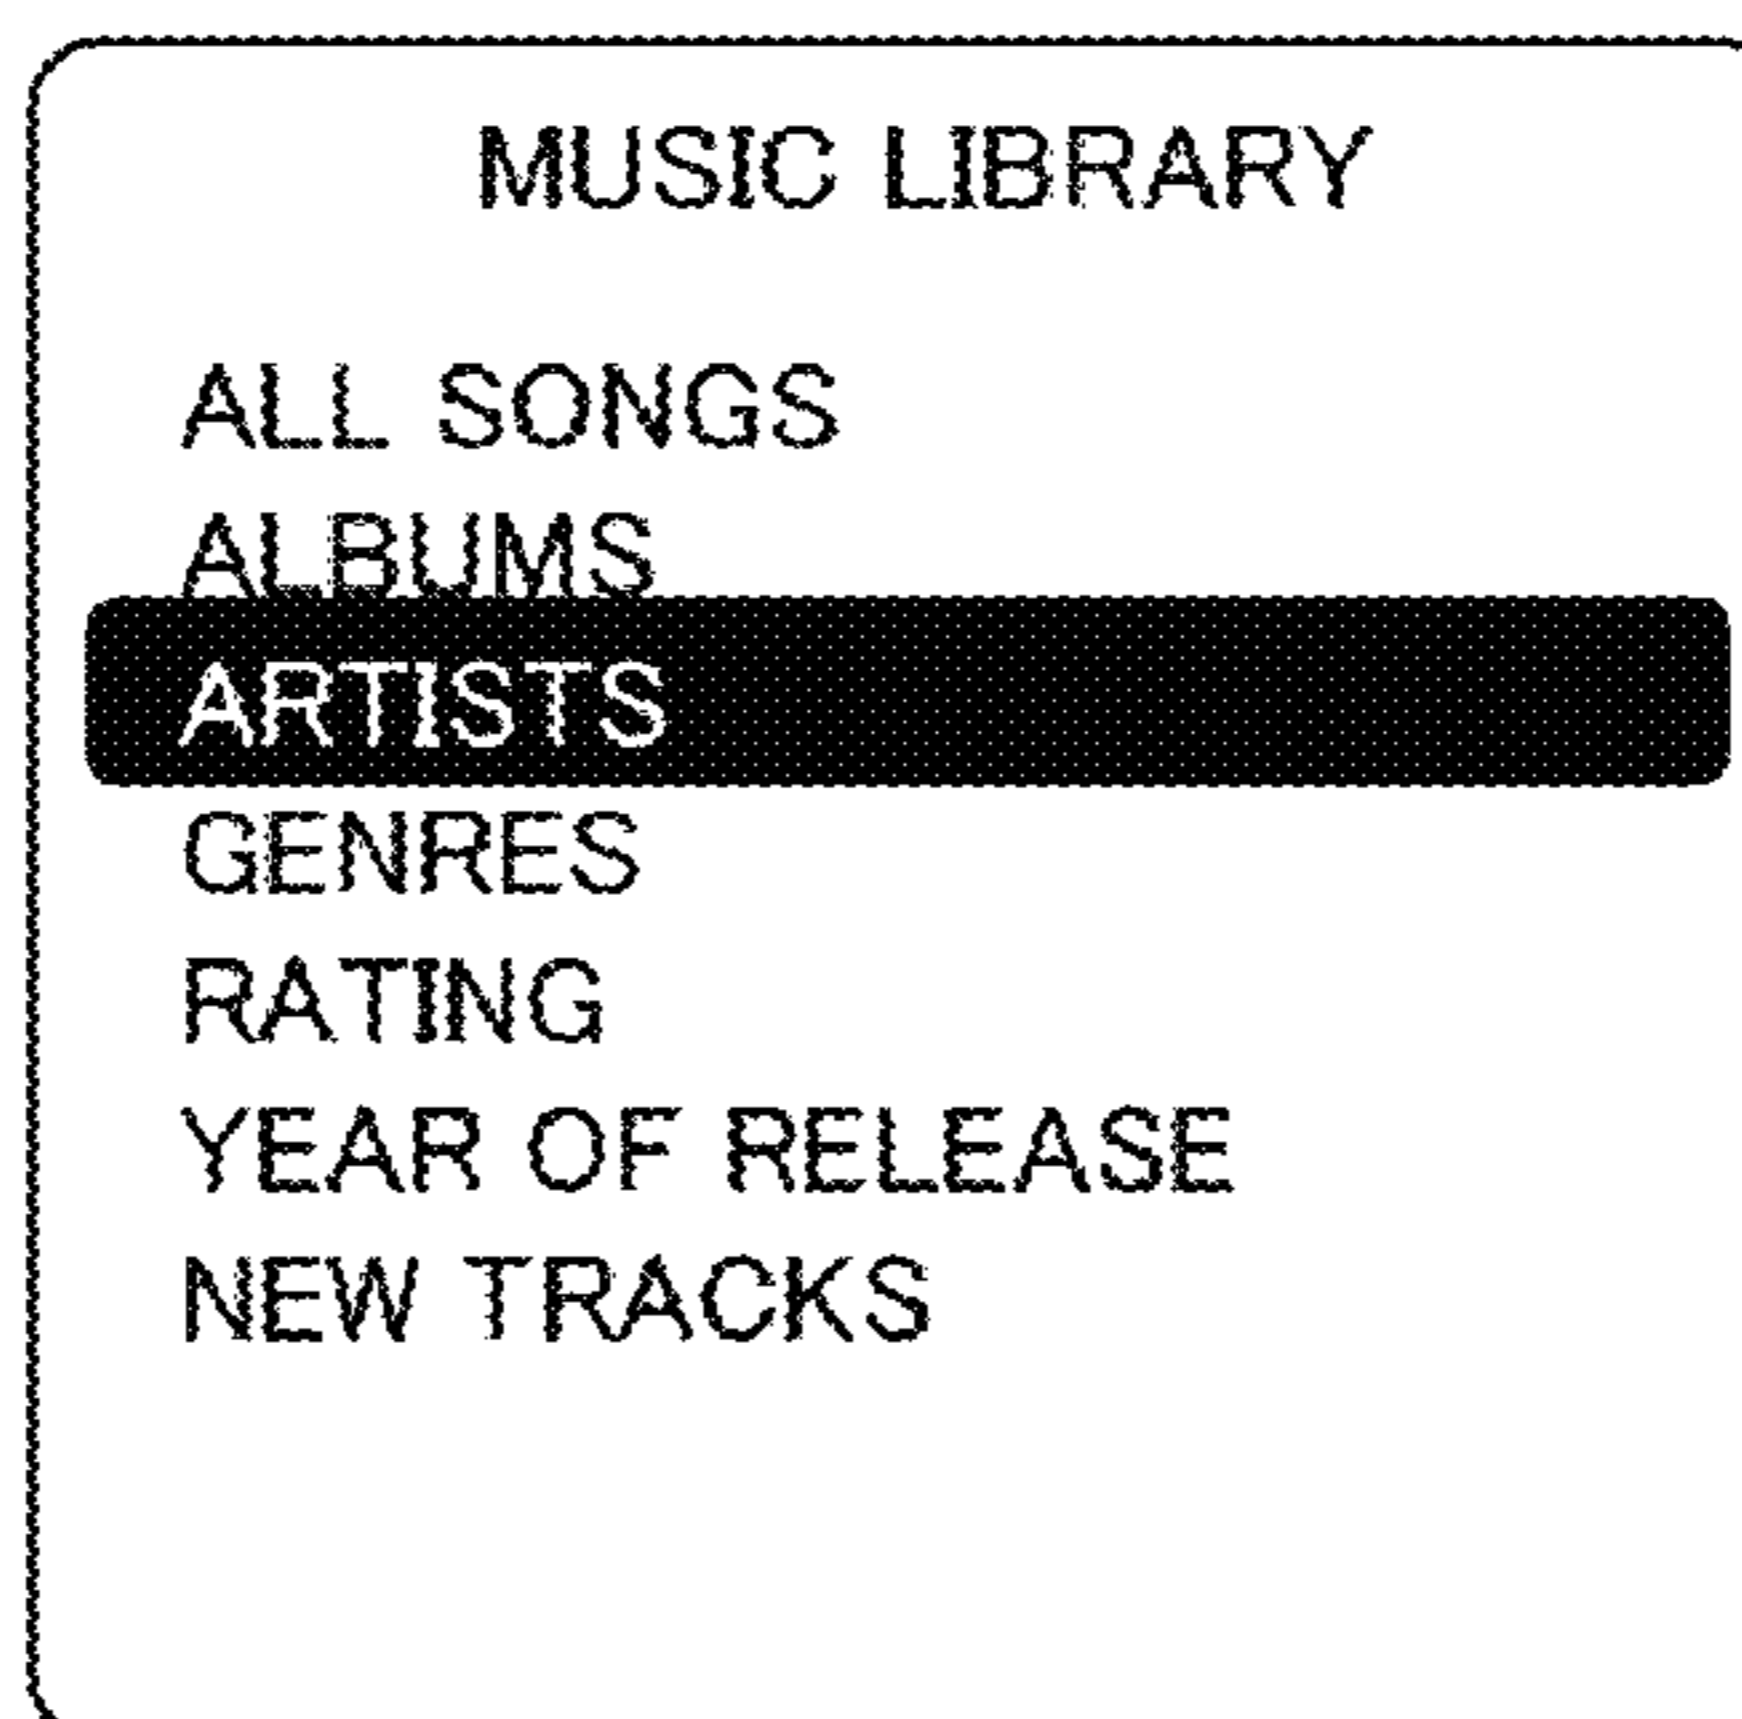 MUSIC LIBRARY
ALL SONGS
ALBUMS
ARTISTS
GENRES
RATING
YEAR OF RELEASE
NEW TRACKS